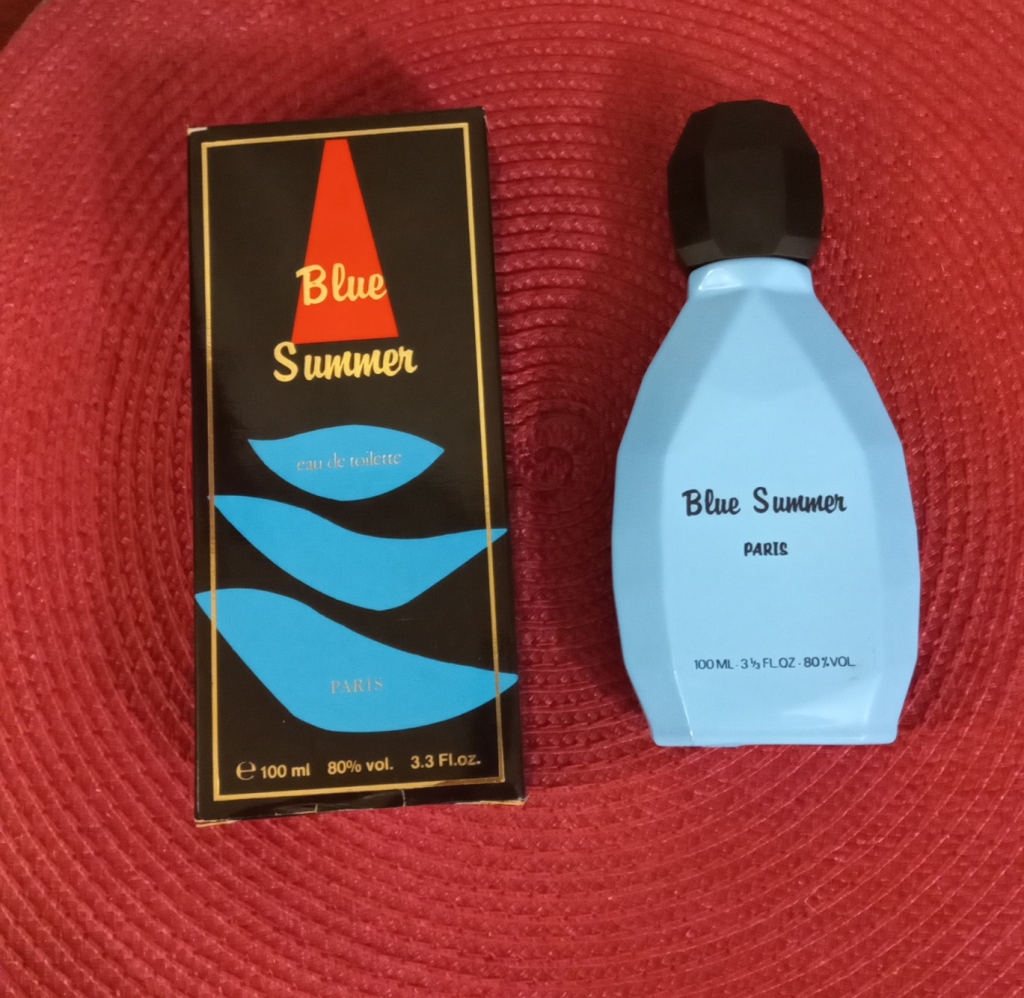 Blue
Summer
eau de toilette
PARIS
℮ 100 ml 80% vol. 3.3 Fl.oz.
Blue Summer
PARIS
100 ML · 3 ⅓ FL.OZ · 80 % VOL